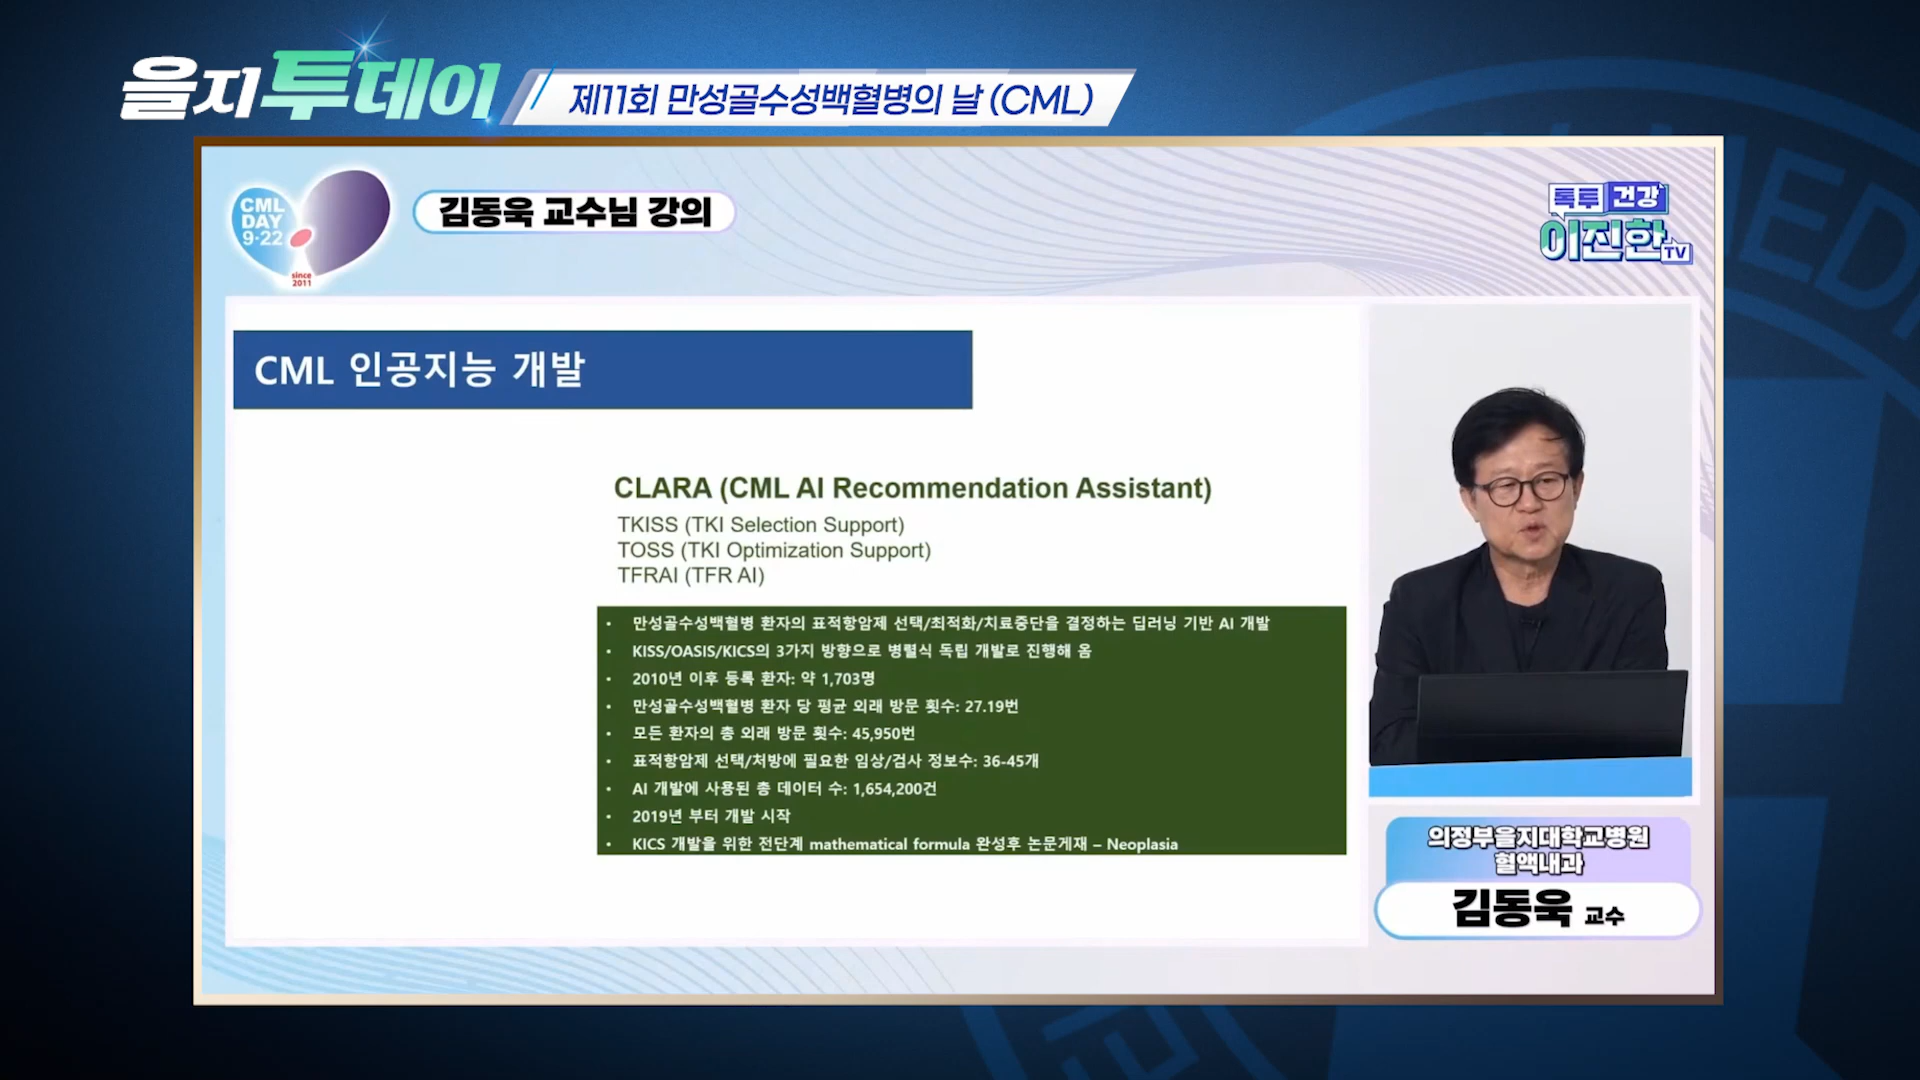 을지투데이
제11회 만성골수성백혈병의 날 (CML)
CML
DAY
9·22
since
2011
김동욱 교수님 강의
톡투 건강
이진한 TV
CML 인공지능 개발
CLARA (CML AI Recommendation Assistant)
TKISS (TKI Selection Support)
TOSS (TKI Optimization Support)
TFRAI (TFR AI)
• 만성골수성백혈병 환자의 표적항암제 선택/최적화/치료중단을 결정하는 딥러닝 기반 AI 개발
• KISS/OASIS/KICS의 3가지 방향으로 병렬식 독립 개발로 진행해 옴
• 2010년 이후 등록 환자: 약 1,703명
• 만성골수성백혈병 환자 당 평균 외래 방문 횟수: 27.19번
• 모든 환자의 총 외래 방문 횟수: 45,950번
• 표적항암제 선택/처방에 필요한 임상/검사 정보수: 36-45개
• AI 개발에 사용된 총 데이터 수: 1,654,200건
• 2019년 부터 개발 시작
• KICS 개발을 위한 전단계 mathematical formula 완성후 논문게재 – Neoplasia
의정부을지대학교병원
혈액내과
김동욱 교수